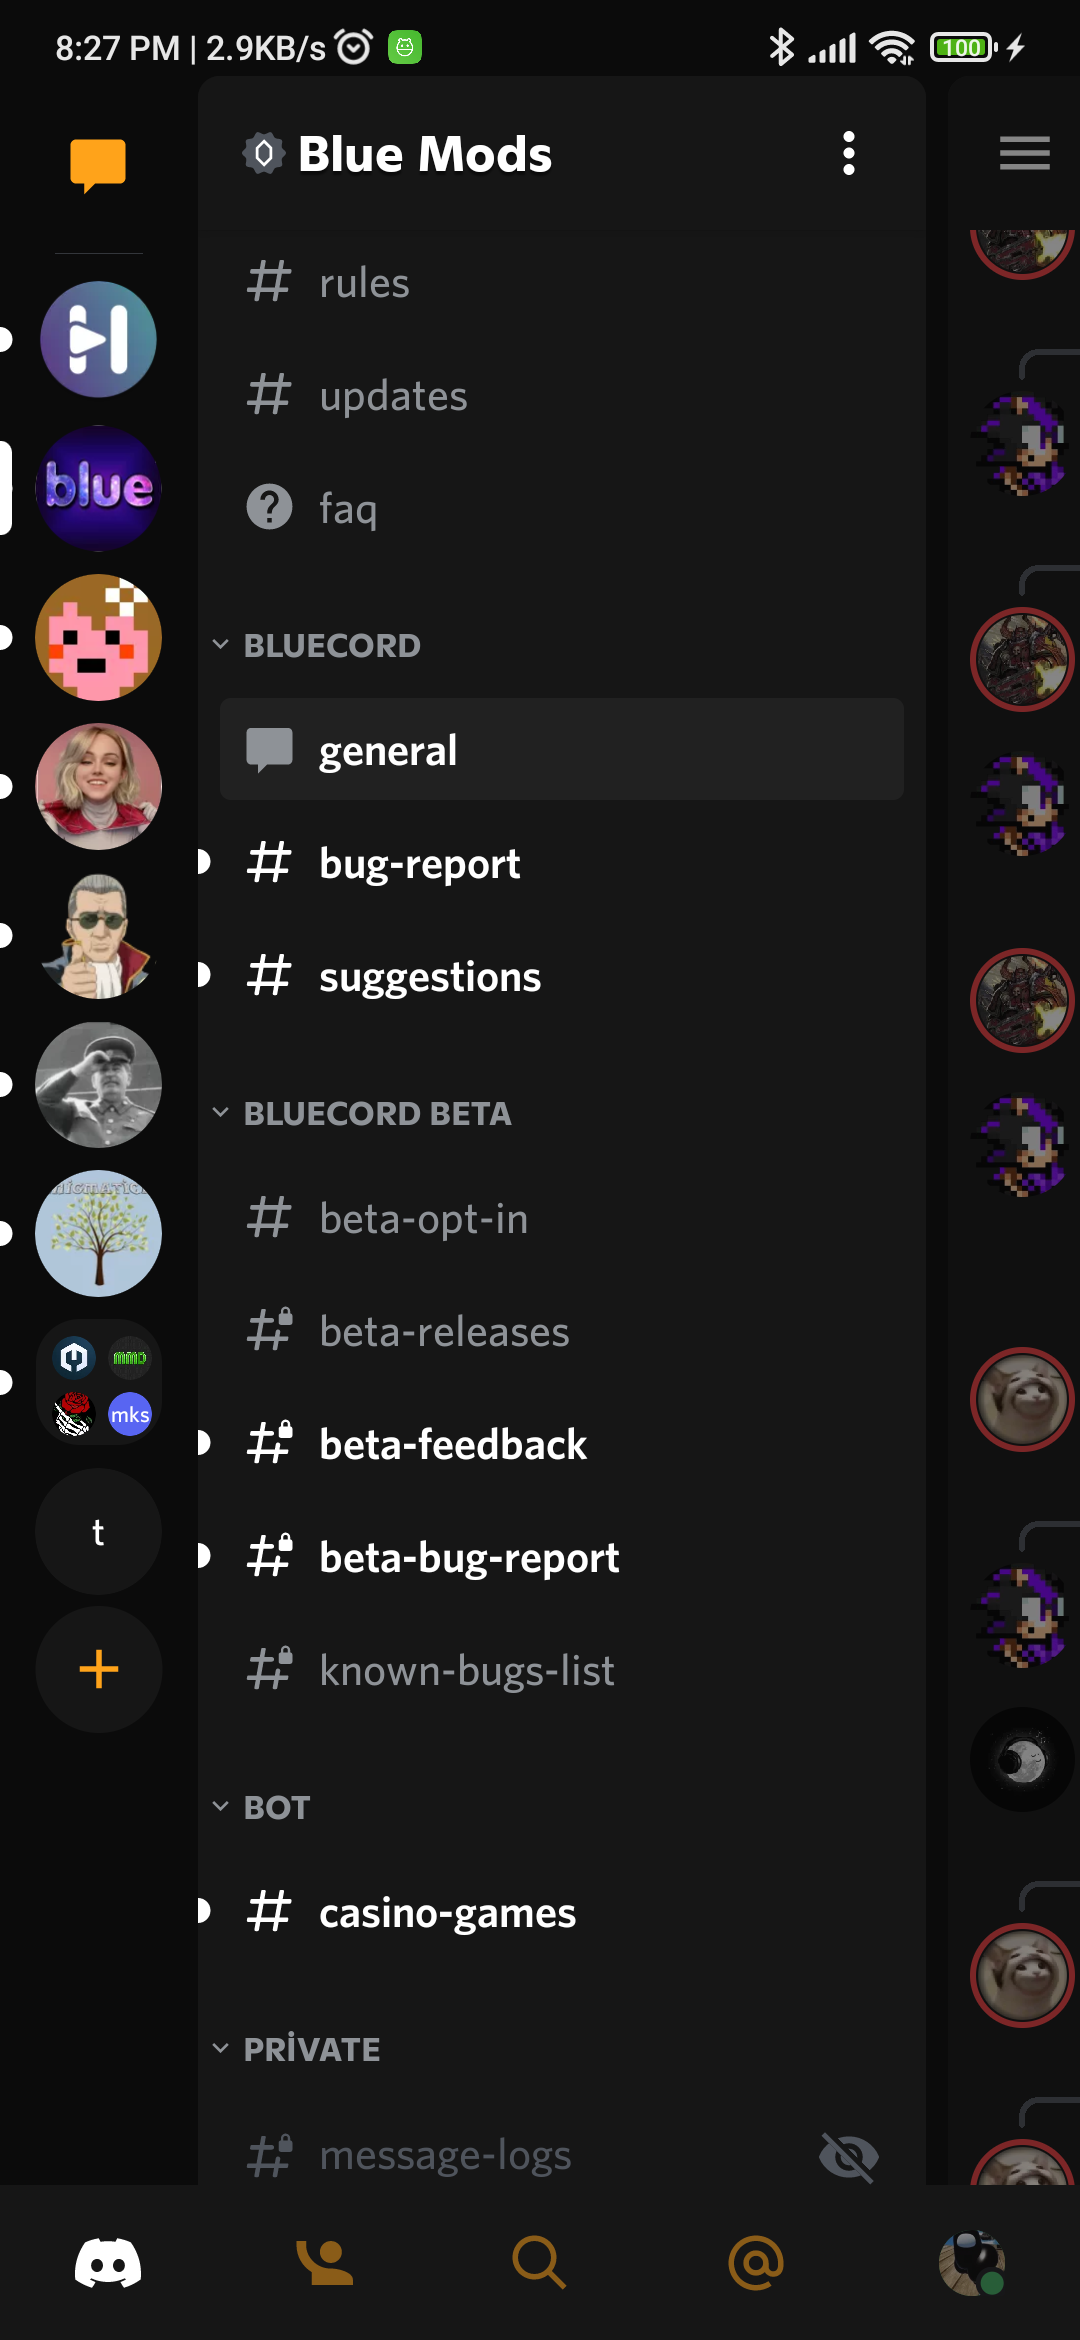 8:27 PM | 2.9KB/s
100
Blue Mods
rules
updates
faq
blue
BLUECORD
general
bug-report
suggestions
BLUECORD BETA
beta-opt-in
beta-releases
MMD
mks
beta-feedback
t
beta-bug-report
known-bugs-list
BOT
casino-games
PRİVATE
message-logs